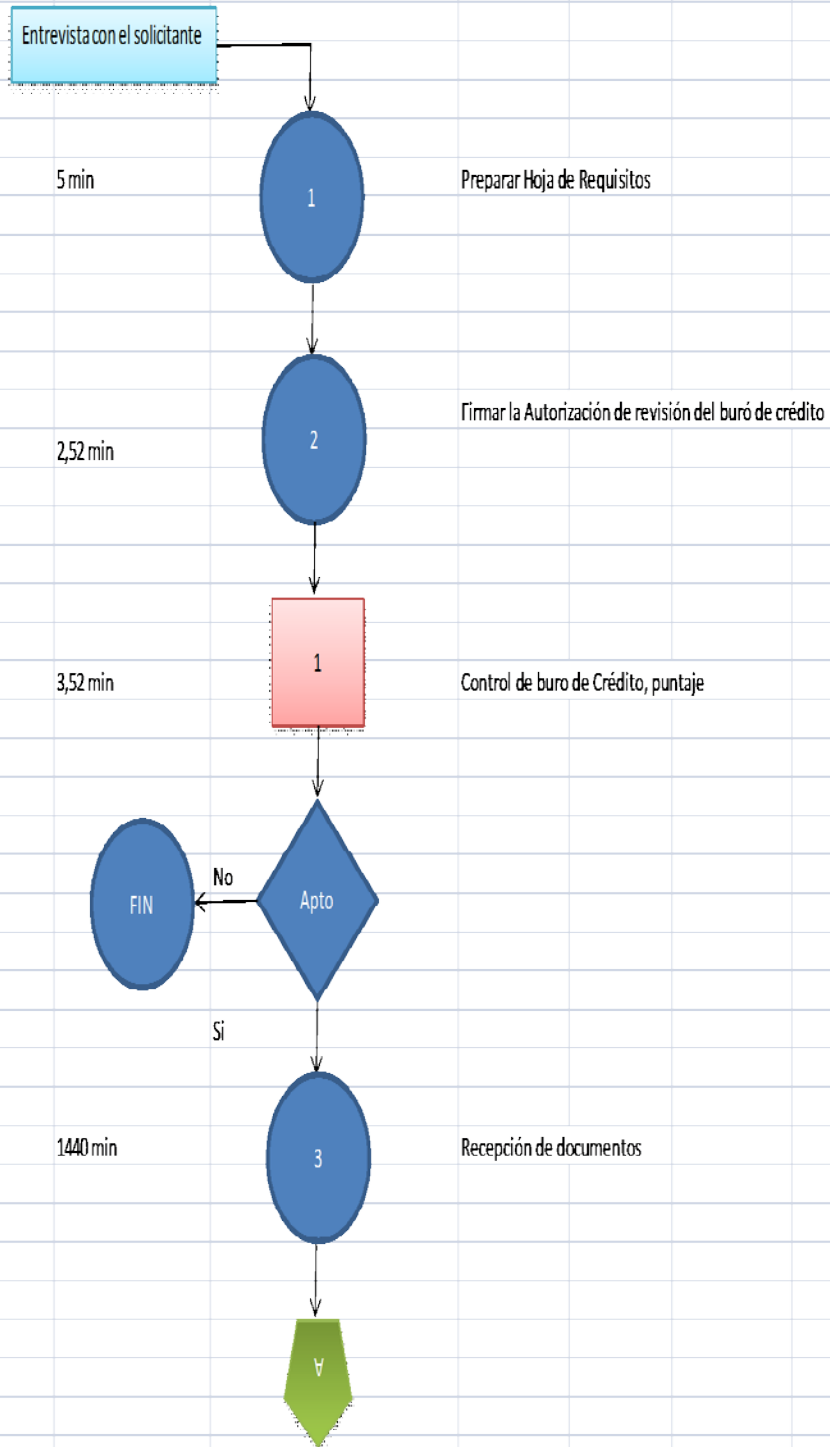 Entrevista con el solicitante
5 min
1
Preparar Hoja de Requisitos
2,52 min
2
Firmar la Autorización de revisión del buró de crédito
3,52 min
1
Control de buro de Crédito, puntaje
FIN
No
Apto
Si
1440 min
3
Recepción de documentos
A